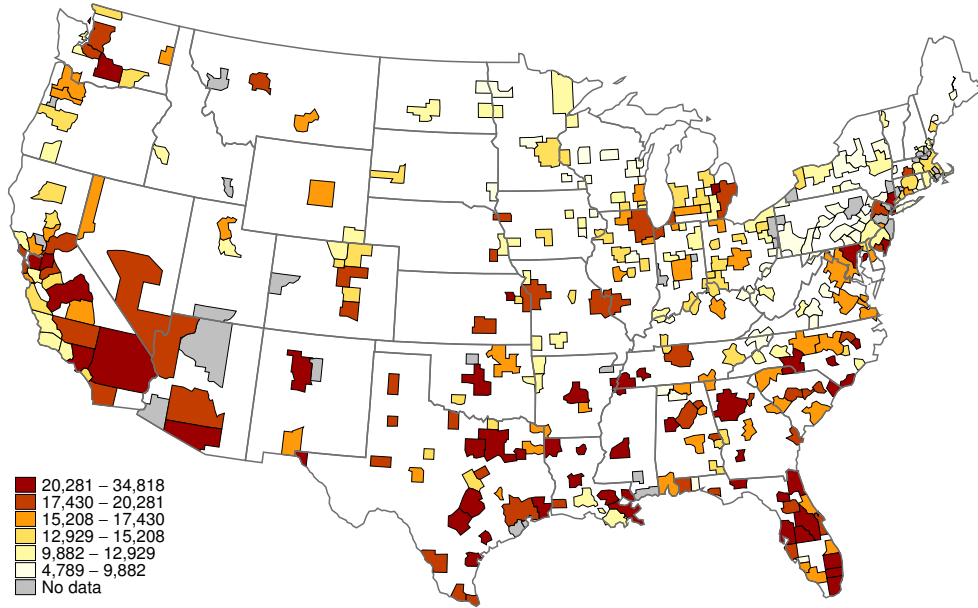 20,281 – 34,818
17,430 – 20,281
15,208 – 17,430
12,929 – 15,208
9,882 – 12,929
4,789 – 9,882
No data